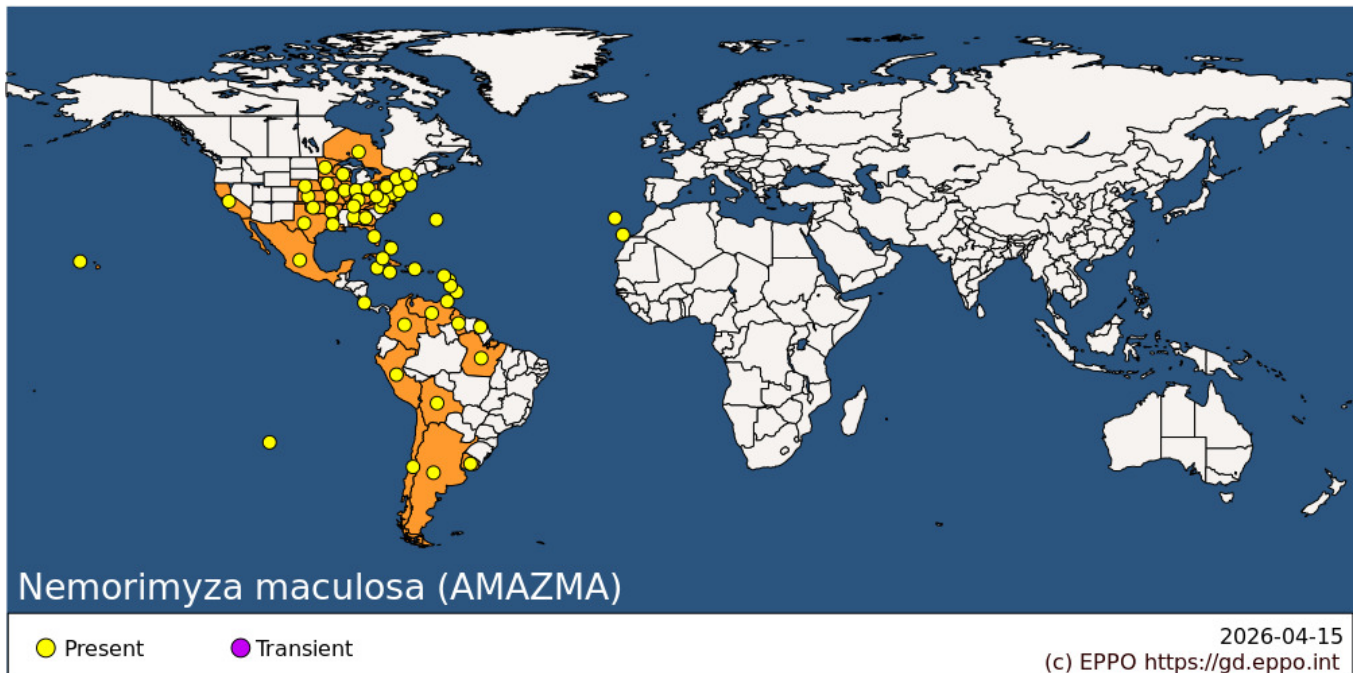 Nemorimyza maculosa (AMAZMA)
Present
Transient
2026-04-15
(c) EPPO https://gd.eppo.int